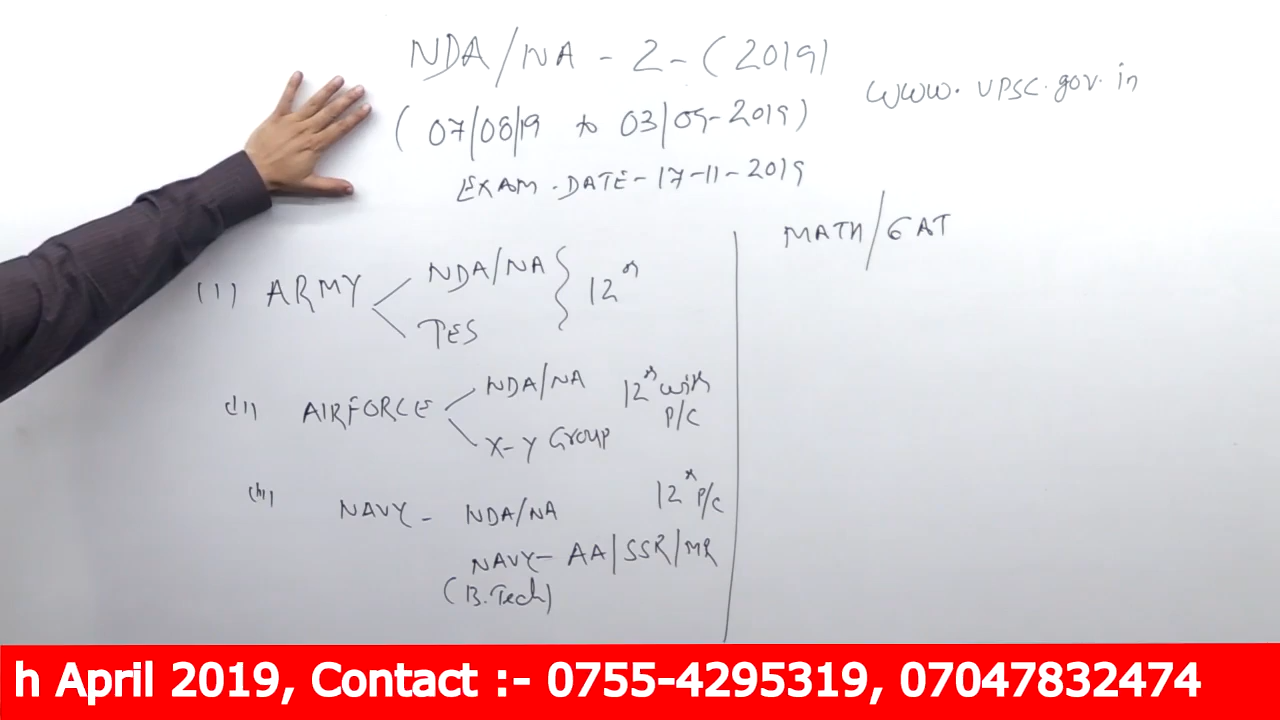 NDA/NA - 2 - (2019)
www.upsc.gov.in
(07/08/19 to 03/09-2019)
EXAM. DATE - 17-11-2019
MATH/GAT
(I) ARMY
NDA/NA
TES
12th
(II) AIRFORCE
NDA/NA
X-Y Group
12th with
P/C
(III) NAVY - NDA/NA
12th P/C
NAVY- AA/SSR/MR
(B.Tech)
h April 2019, Contact :- 0755-4295319, 07047832474